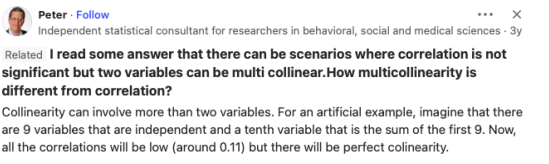 Peter · Follow
Independent statistical consultant for researchers in behavioral, social and medical sciences · 3y
Related I read some answer that there can be scenarios where correlation is not
significant but two variables can be multi collinear.How multicollinearity is
different from correlation?
Collinearity can involve more than two variables. For an artificial example, imagine that there
are 9 variables that are independent and a tenth variable that is the sum of the first 9. Now,
all the correlations will be low (around 0.11) but there will be perfect colinearity.